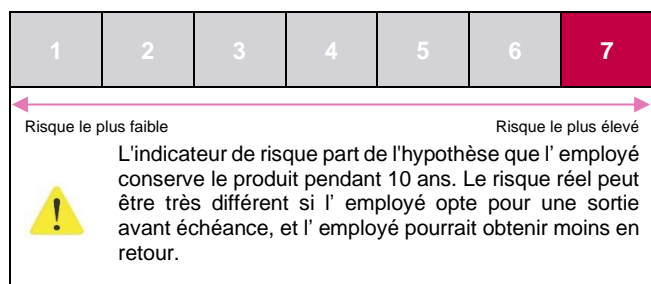 1 2 3 4 5 6 7
Risque le plus faible Risque le plus élevé
L'indicateur de risque part de l'hypothèse que l' employé
conserve le produit pendant 10 ans. Le risque réel peut
être très différent si l' employé opte pour une sortie
avant échéance, et l' employé pourrait obtenir moins en
retour.